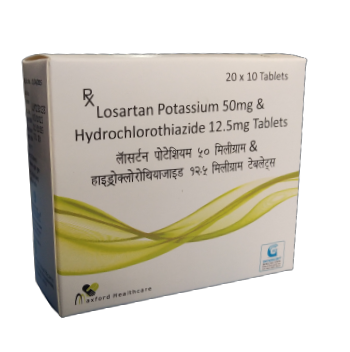 20 x 10 Tablets
Rx
Losartan Potassium 50mg &
Hydrochlorothiazide 12.5mg Tablets
लॅासर्टन पोटेशियम ५० मिलीग्राम &
हाइड्रोक्लोरोथियाजाइड १२.५ मिलीग्राम टेबलेट्स
Maxford Healthcare